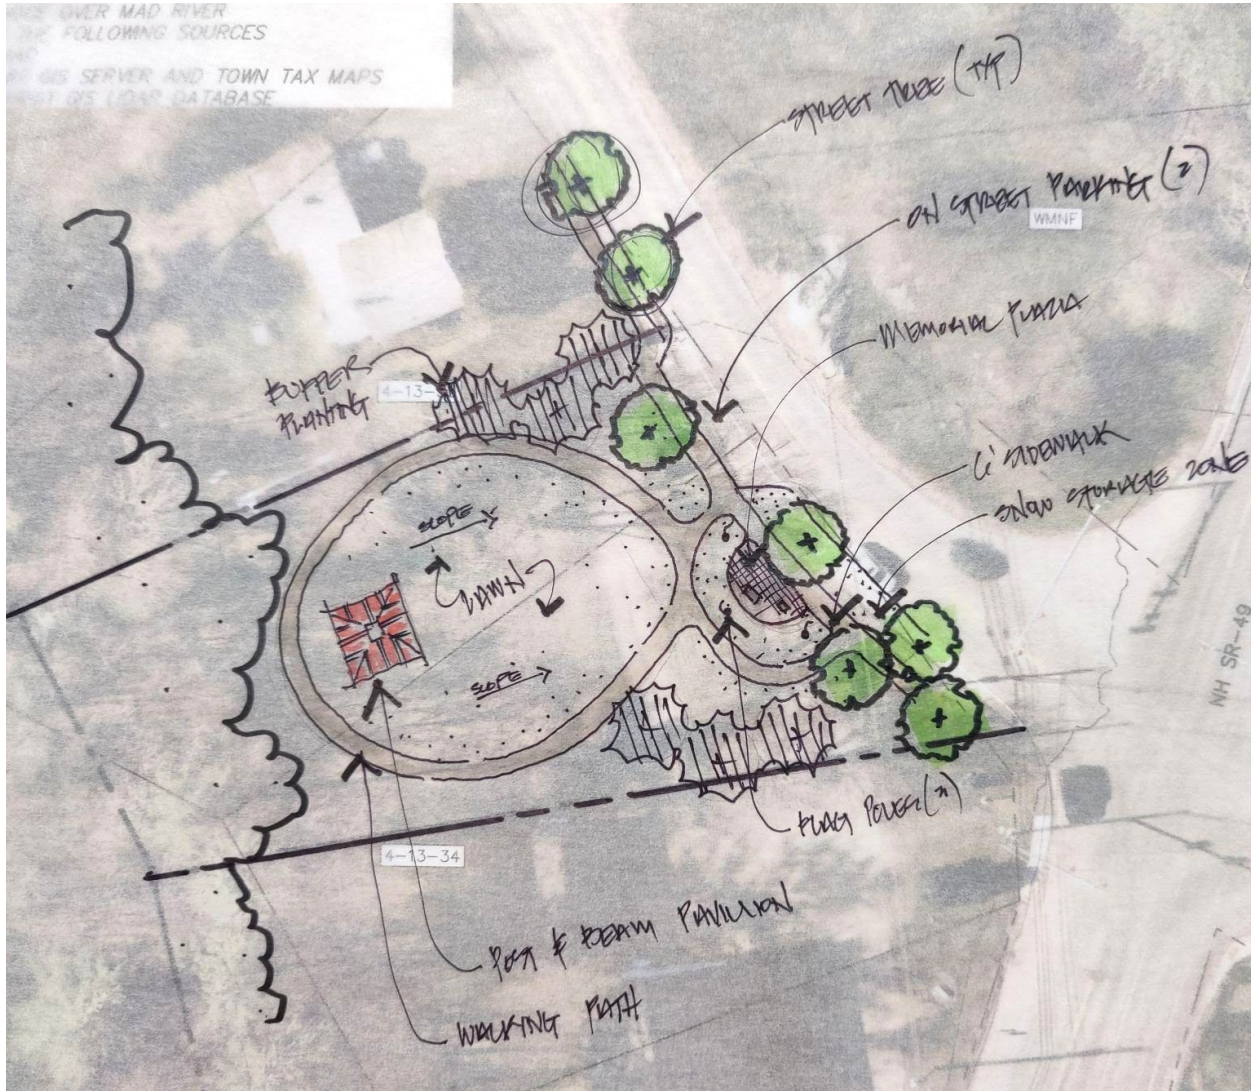 OVER MAD RIVER
THE FOLLOWING SOURCES
GIS SERVER AND TOWN TAX MAPS
GIS LIDAR DATABASE
STREET TREE (TYP)
ON STREET PARKING (2)
WMNF
MEMORIAL PLAZA
BUFFER
PLANTING
4-13-
6' SIDEWALK
SNOW STORAGE ZONE
SLOPE
LAWN
SLOPE
NH SR-49
FLAG POLES
4-13-34
POST & BEAM PAVILION
WALKING PATH